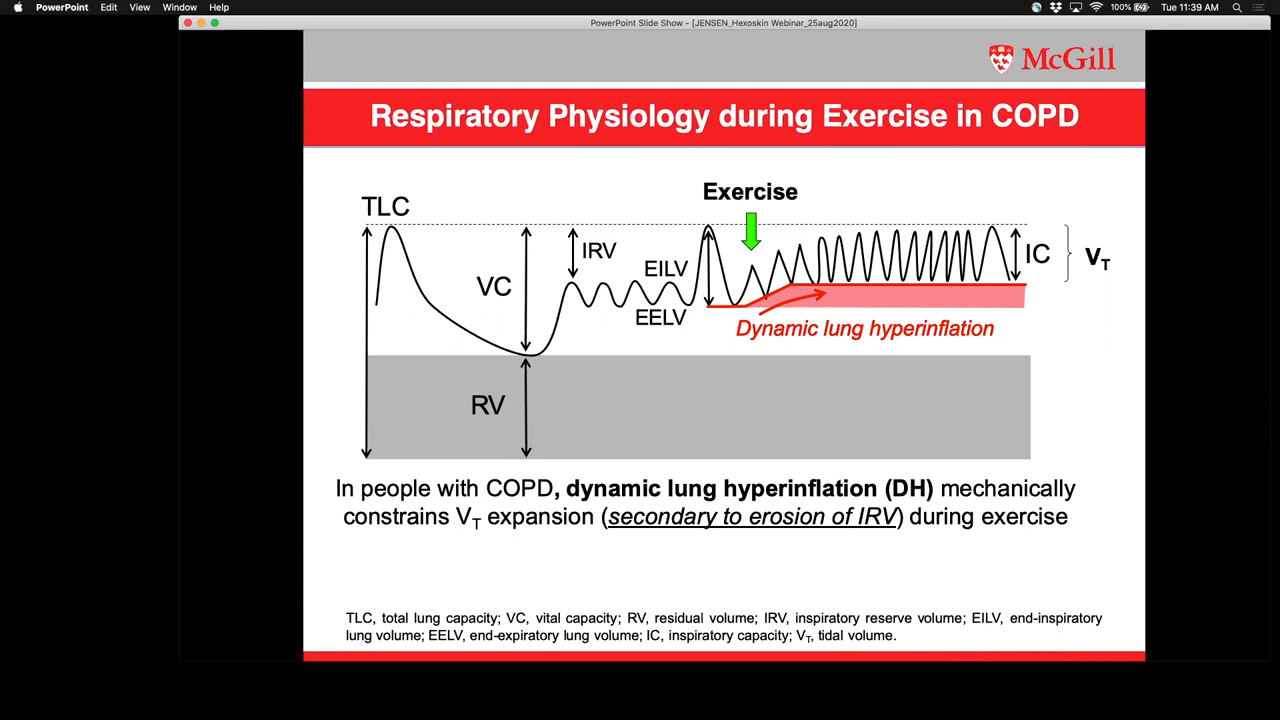 PowerPoint File Edit View Window Help 100% Tue 11:39 AM
PowerPoint Slide Show - [JENSEN_Hexoskin Webinar_25aug2020]
McGill
Respiratory Physiology during Exercise in COPD
Exercise
TLC
IRV
IC
VT
EILV
VC
EELV
Dynamic lung hyperinflation
RV
In people with COPD, dynamic lung hyperinflation (DH) mechanically
constrains VT expansion (secondary to erosion of IRV) during exercise
TLC, total lung capacity; VC, vital capacity; RV, residual volume; IRV, inspiratory reserve volume; EILV, end-inspiratory
lung volume; EELV, end-expiratory lung volume; IC, inspiratory capacity; VT, tidal volume.